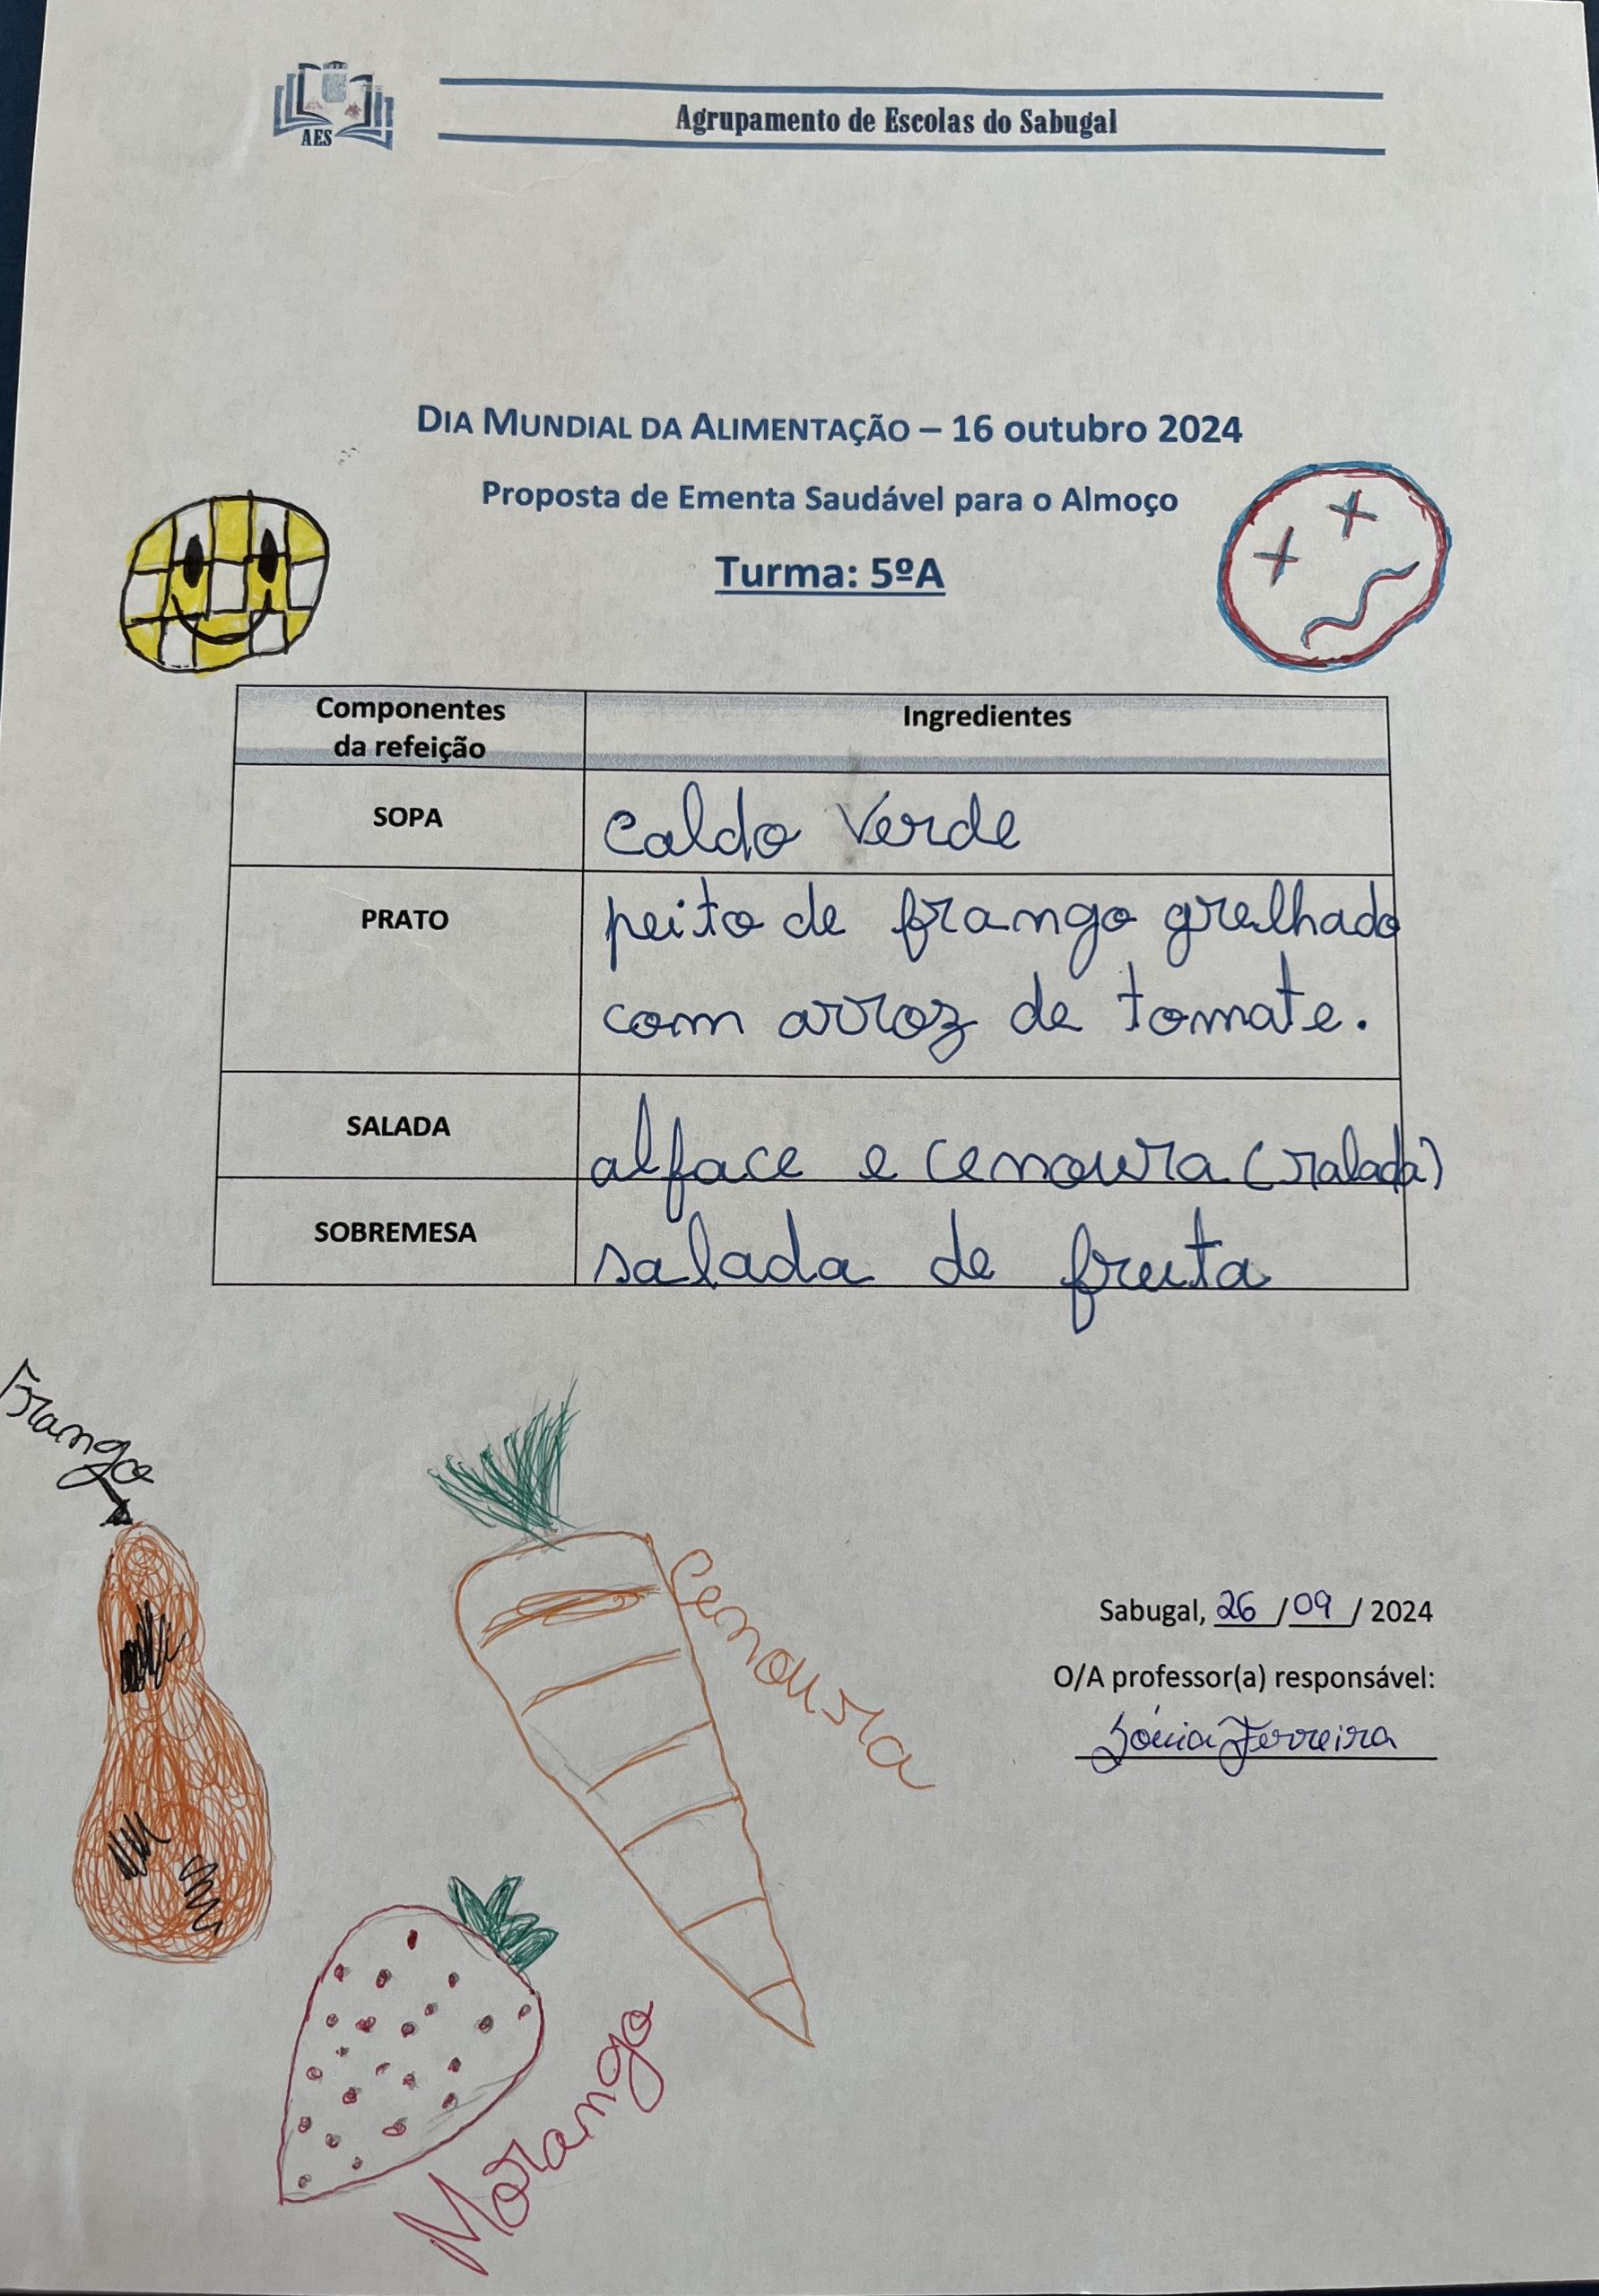 AES
Agrupamento de Escolas do Sabugal
DIA MUNDIAL DA ALIMENTAÇÃO – 16 outubro 2024
Proposta de Ementa Saudável para o Almoço
Turma: 5ºA
Componentes
da refeição
Ingredientes
SOPA
Caldo Verde
PRATO
peito de frango grelhado
com arroz de tomate.
SALADA
alface e cenoura (ralada)
SOBREMESA
salada de fruta
Frango
Cenoura
Sabugal, 26/09/2024
O/A professor(a) responsável:
Sónia Ferreira
Morango